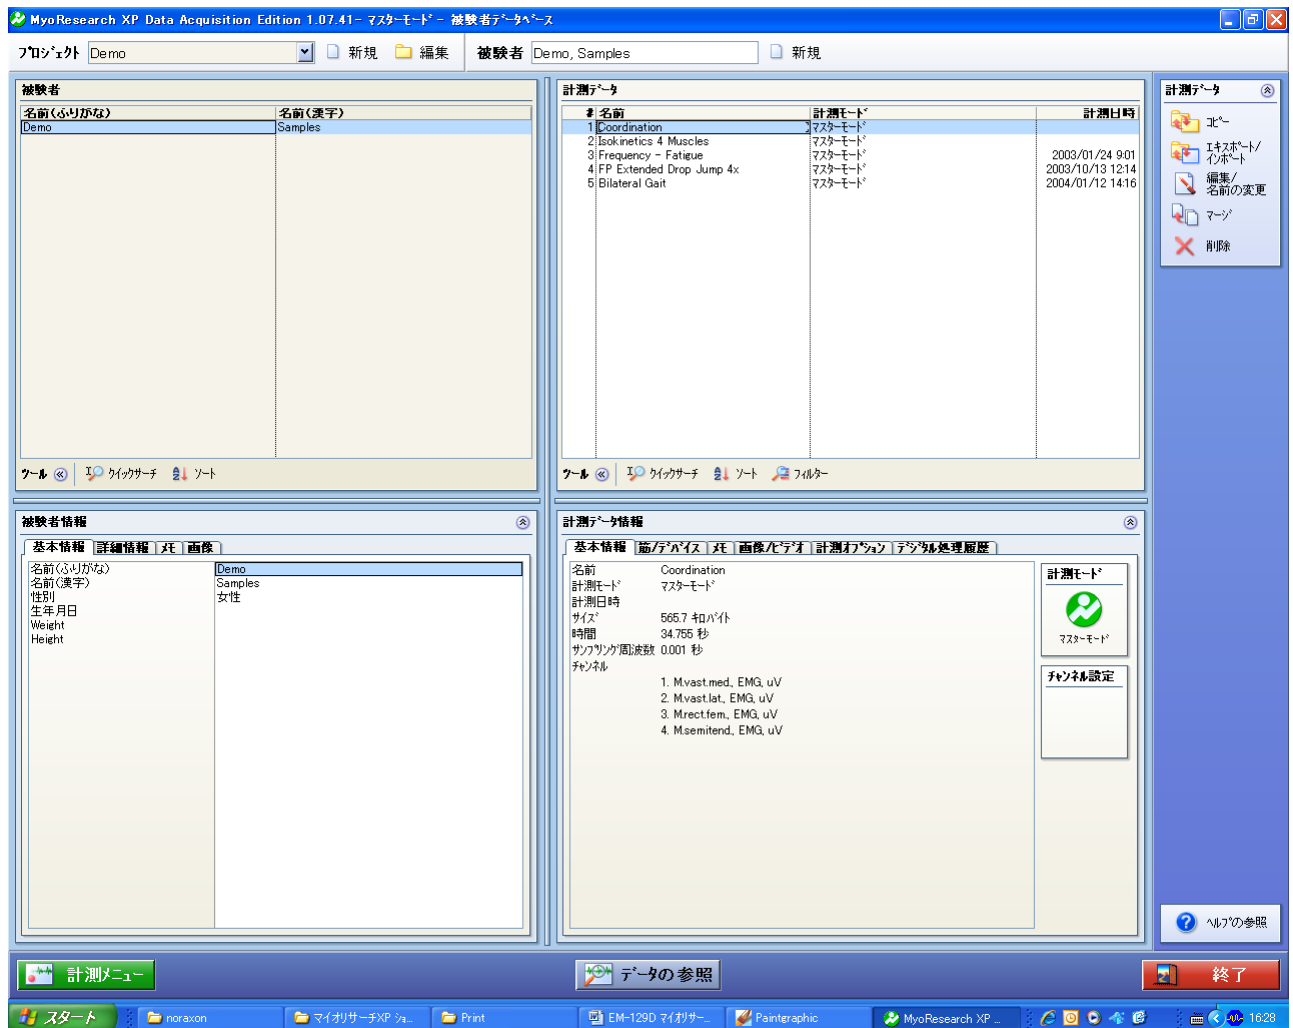 MyoResearch XP Data Acquisition Edition 1.07.41- ﾏｽﾀｰﾓｰﾄﾞ - 被験者ﾃﾞｰﾀﾍﾞｰｽ
ﾌﾟﾛｼﾞｪｸﾄ Demo 新規 編集 被験者 Demo, Samples 新規
被験者
名前(ふりがな) 名前(漢字)
Demo Samples
ﾂｰﾙ ｸｲｯｸｻｰﾁ ｿｰﾄ
計測ﾃﾞｰﾀ
# 名前 計測ﾓｰﾄﾞ 計測日時
1 Coordination ﾏｽﾀｰﾓｰﾄﾞ
2 Isokinetics 4 Muscles ﾏｽﾀｰﾓｰﾄﾞ
3 Frequency - Fatigue ﾏｽﾀｰﾓｰﾄﾞ 2003/01/24 9:01
4 FP Extended Drop Jump 4x ﾏｽﾀｰﾓｰﾄﾞ 2003/10/13 12:14
5 Bilateral Gait ﾏｽﾀｰﾓｰﾄﾞ 2004/01/12 14:16
ﾂｰﾙ ｸｲｯｸｻｰﾁ ｿｰﾄ ﾌｨﾙﾀｰ
計測ﾃﾞｰﾀ
ｺﾋﾟｰ
ｴｷｽﾎﾟｰﾄ/
ｲﾝﾎﾟｰﾄ
編集/
名前の変更
ﾏｰｼﾞ
削除
被験者情報
基本情報 詳細情報 ﾒﾓ 画像
名前(ふりがな) Demo
名前(漢字) Samples
性別 女性
生年月日
Weight
Height
計測ﾃﾞｰﾀ情報
基本情報 筋/ﾃﾞﾊﾞｲｽ ﾒﾓ 画像/ﾋﾞﾃﾞｵ 計測ｵﾌﾟｼｮﾝ ﾃﾞｼﾞﾀﾙ処理履歴
名前 Coordination
計測ﾓｰﾄﾞ ﾏｽﾀｰﾓｰﾄﾞ
計測日時
ｻｲｽﾞ 565.7 ｷﾛﾊﾞｲﾄ
時間 34.755 秒
ｻﾝﾌﾟﾘﾝｸﾞ周波数 0.001 秒
ﾁｬﾝﾈﾙ
1. M.vast.med., EMG, uV
2. M.vast.lat., EMG, uV
3. M.rect.fem., EMG, uV
4. M.semitend., EMG, uV
計測ﾓｰﾄﾞ
ﾏｽﾀｰﾓｰﾄﾞ
ﾁｬﾝﾈﾙ設定
ﾍﾙﾌﾟの参照
計測ﾒﾆｭｰ ﾃﾞｰﾀの参照 終了
スタート noraxon マイオリサーチXP ショ... Print EM-129D マイオリサー... Paintgraphic MyoResearch XP ... 16:28